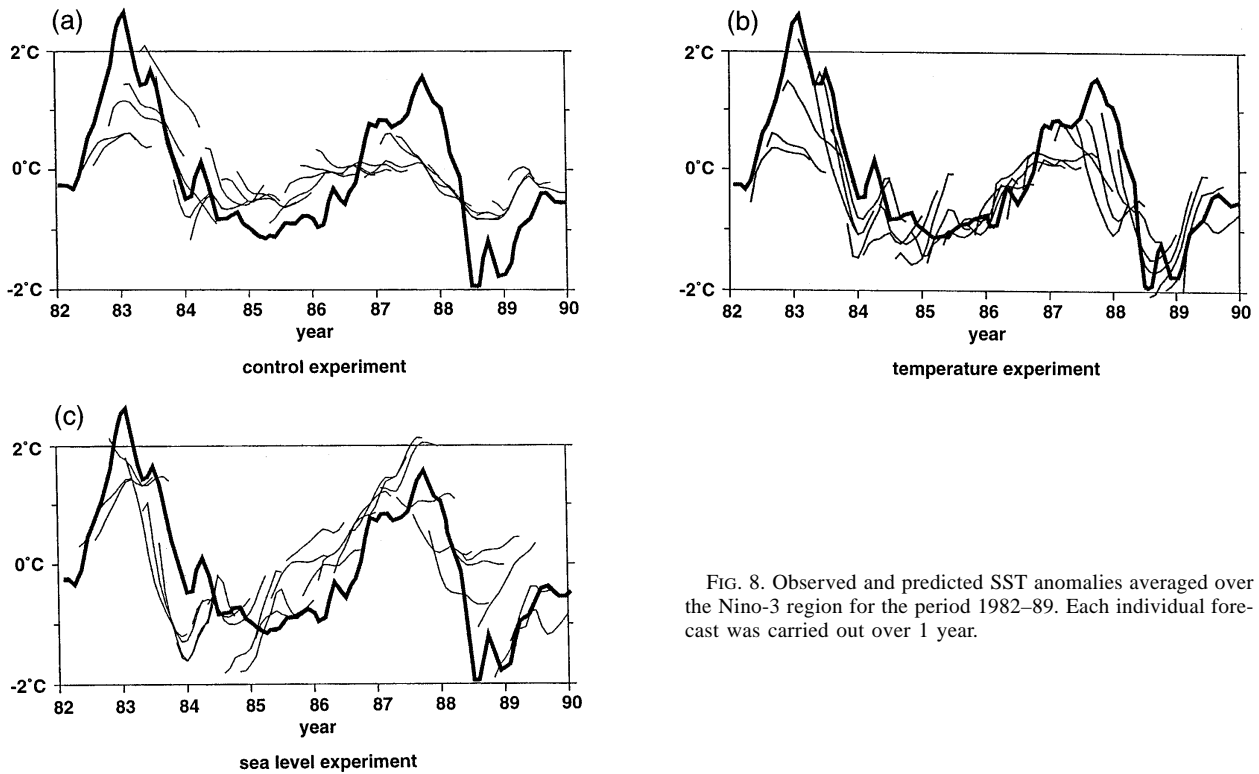 (a)
2°C
0°C
-2°C
82 83 84 85 86 87 88 89 90
year
control experiment
(b)
2°C
0°C
-2°C
82 83 84 85 86 87 88 89 90
year
temperature experiment
(c)
2°C
0°C
-2°C
82 83 84 85 86 87 88 89 90
year
sea level experiment
FIG. 8. Observed and predicted SST anomalies averaged over
the Nino-3 region for the period 1982–89. Each individual fore-
cast was carried out over 1 year.